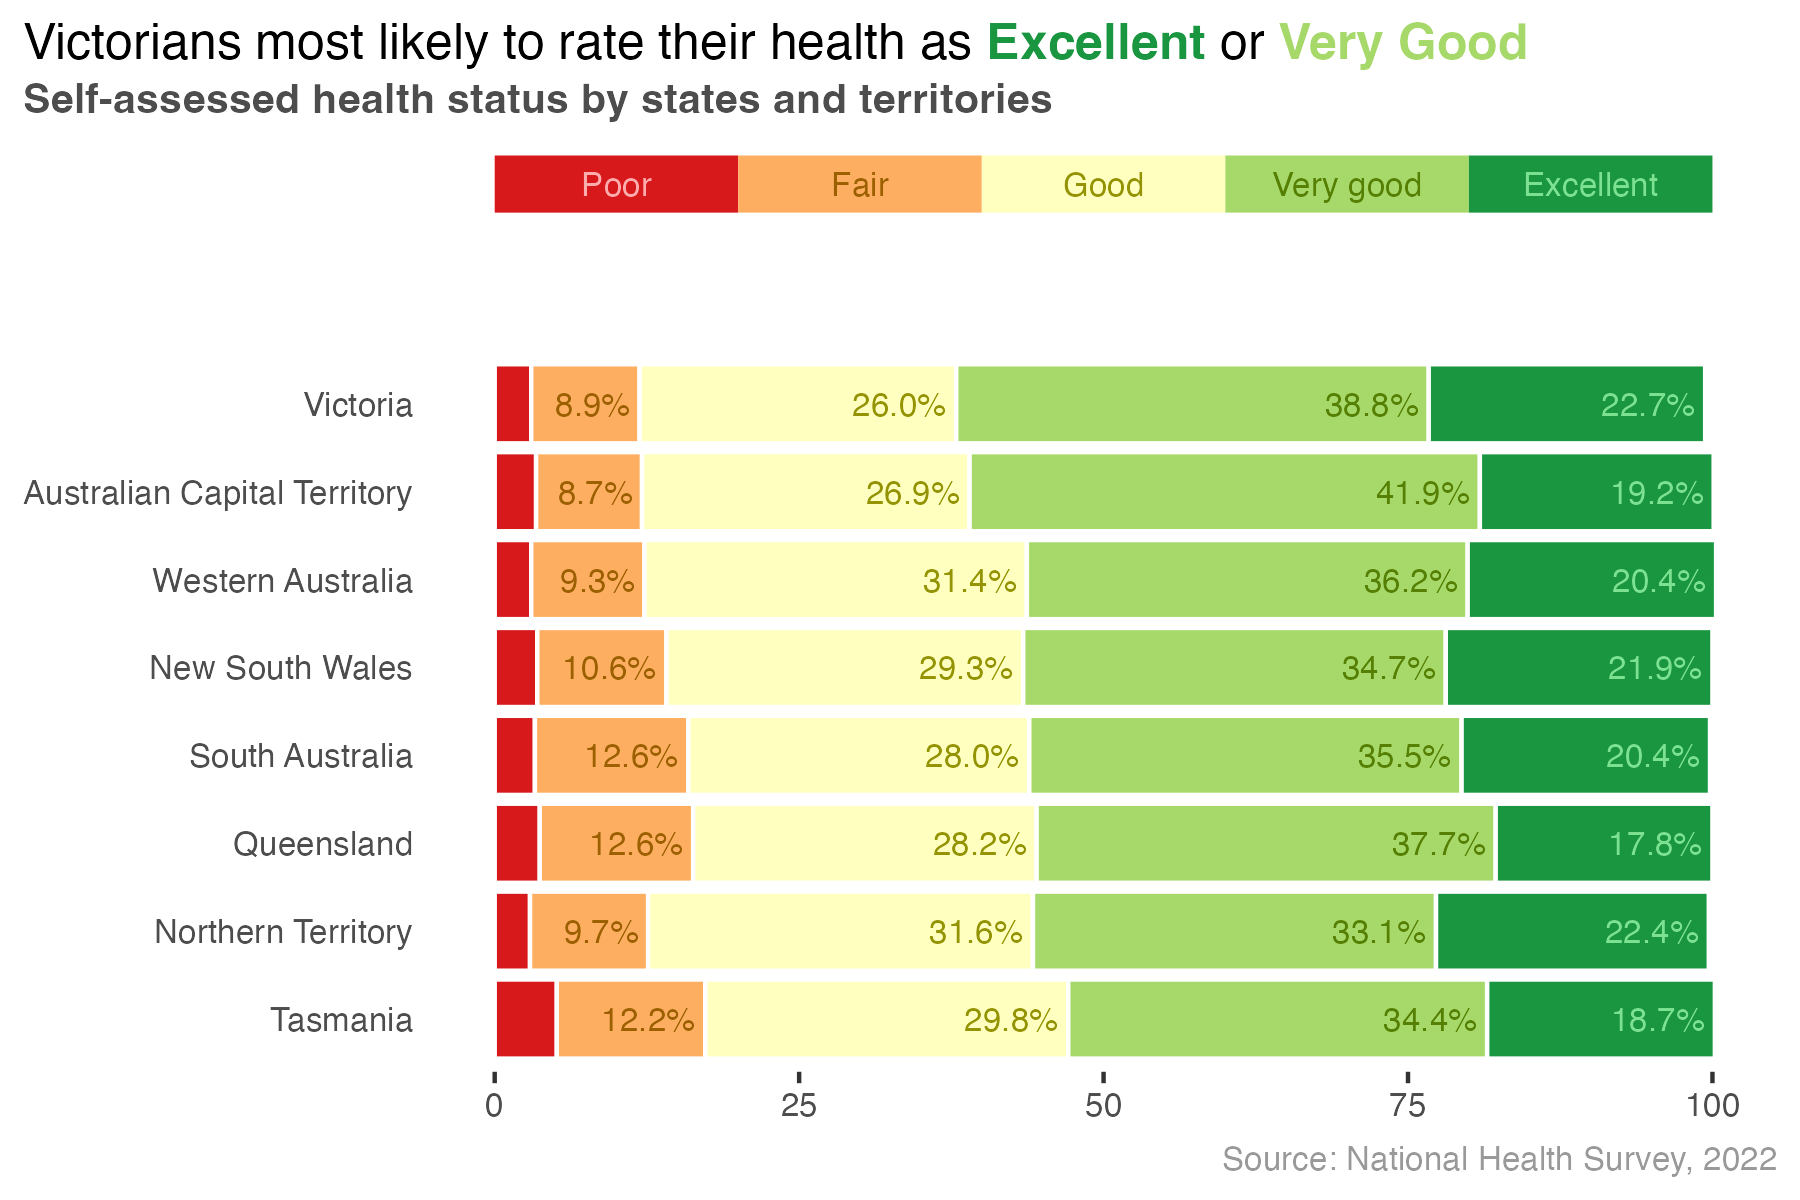 Victorians most likely to rate their health as Excellent or Very Good
Self-assessed health status by states and territories
Poor Fair Good Very good Excellent
Victoria 8.9% 26.0% 38.8% 22.7%
Australian Capital Territory 8.7% 26.9% 41.9% 19.2%
Western Australia 9.3% 31.4% 36.2% 20.4%
New South Wales 10.6% 29.3% 34.7% 21.9%
South Australia 12.6% 28.0% 35.5% 20.4%
Queensland 12.6% 28.2% 37.7% 17.8%
Northern Territory 9.7% 31.6% 33.1% 22.4%
Tasmania 12.2% 29.8% 34.4% 18.7%
0 25 50 75 100
Source: National Health Survey, 2022